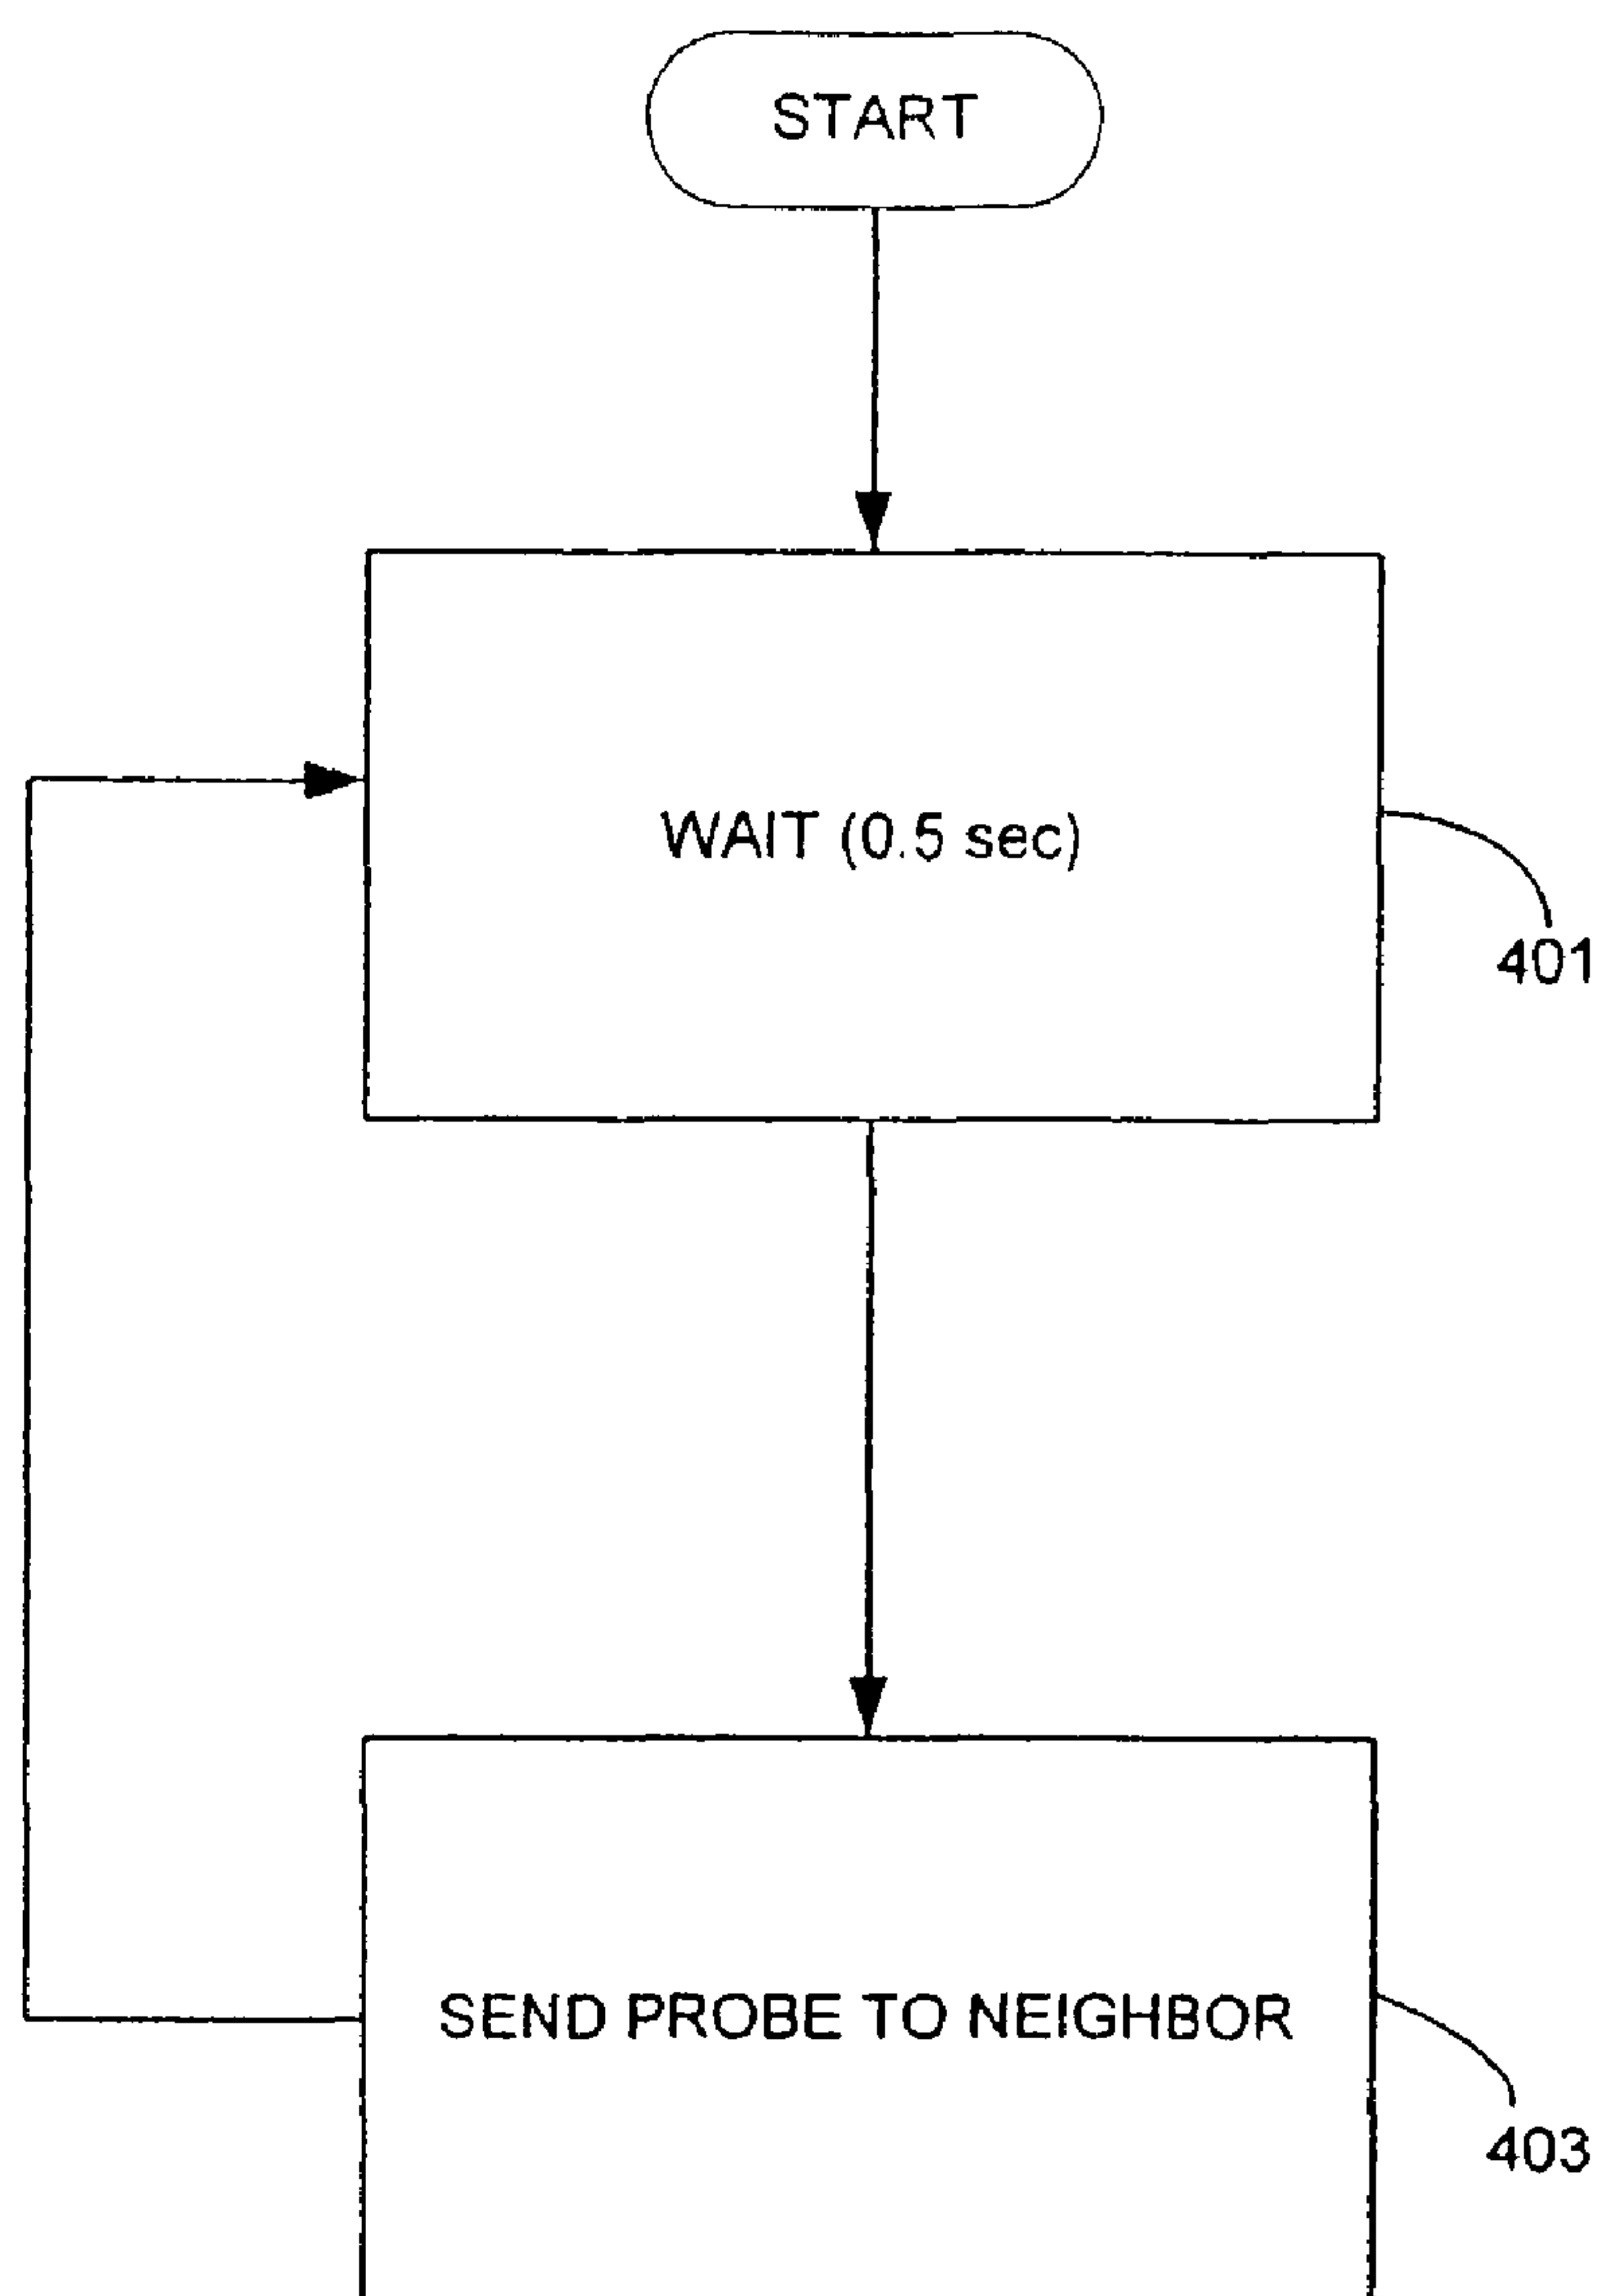 START
WAIT (0.5 sec)
401
SEND PROBE TO NEIGHBOR
403